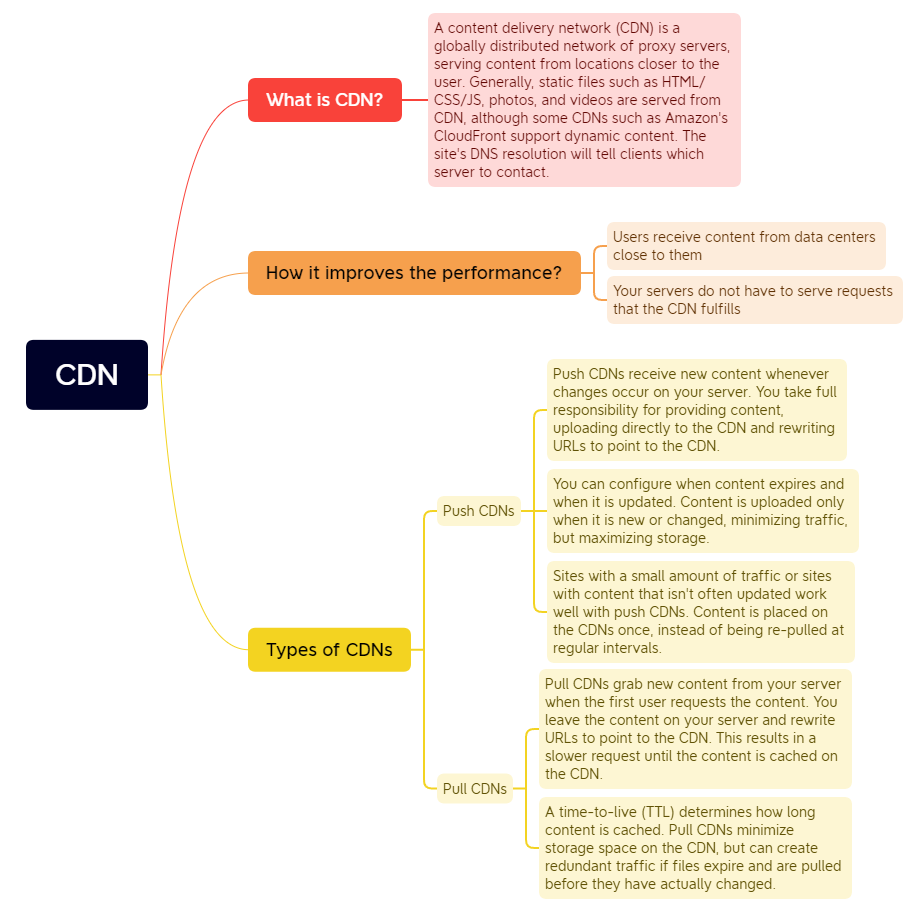 CDN
What is CDN?
A content delivery network (CDN) is a
globally distributed network of proxy servers,
serving content from locations closer to the
user. Generally, static files such as HTML/
CSS/JS, photos, and videos are served from
CDN, although some CDNs such as Amazon's
CloudFront support dynamic content. The
site's DNS resolution will tell clients which
server to contact.
How it improves the performance?
Users receive content from data centers
close to them
Your servers do not have to serve requests
that the CDN fulfills
Types of CDNs
Push CDNs
Push CDNs receive new content whenever
changes occur on your server. You take full
responsibility for providing content,
uploading directly to the CDN and rewriting
URLs to point to the CDN.
You can configure when content expires and
when it is updated. Content is uploaded only
when it is new or changed, minimizing traffic,
but maximizing storage.
Sites with a small amount of traffic or sites
with content that isn't often updated work
well with push CDNs. Content is placed on
the CDNs once, instead of being re-pulled at
regular intervals.
Pull CDNs
Pull CDNs grab new content from your server
when the first user requests the content. You
leave the content on your server and rewrite
URLs to point to the CDN. This results in a
slower request until the content is cached on
the CDN.
A time-to-live (TTL) determines how long
content is cached. Pull CDNs minimize
storage space on the CDN, but can create
redundant traffic if files expire and are pulled
before they have actually changed.